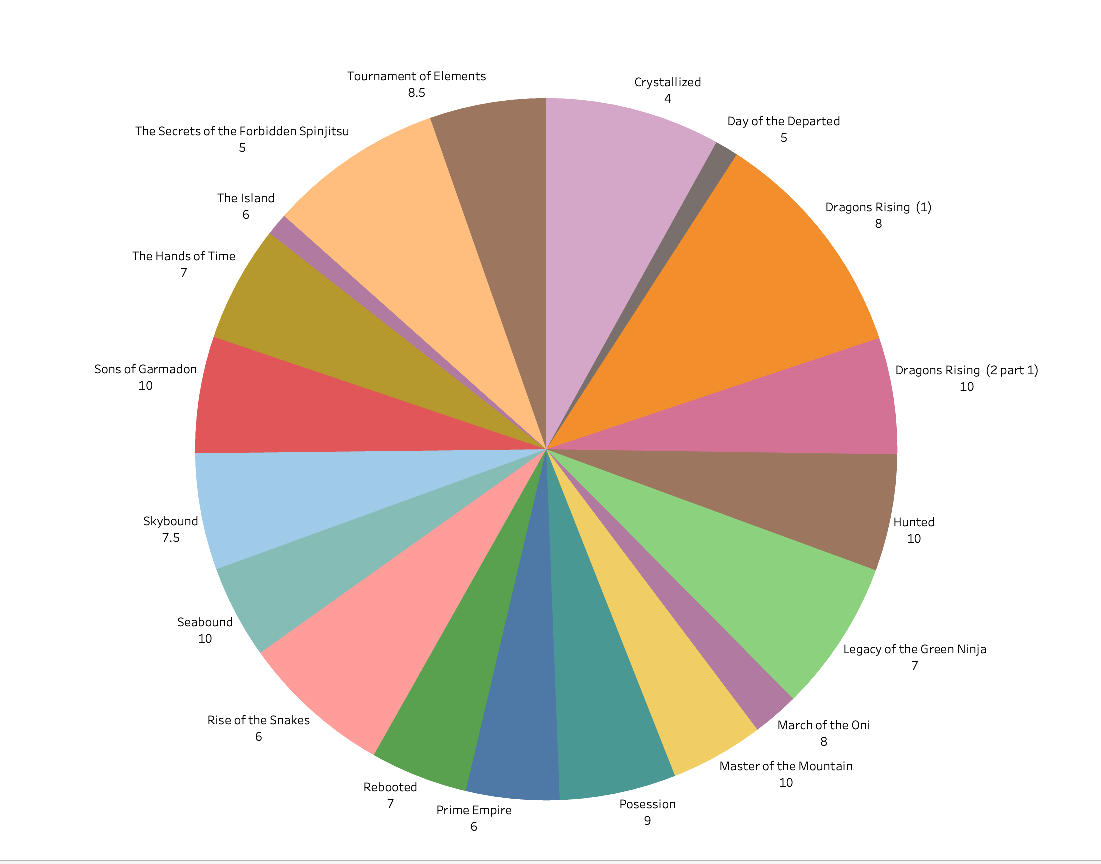 Tournament of Elements
8.5
Crystallized
4
Day of the Departed
5
The Secrets of the Forbidden Spinjitsu
5
The Island
6
Dragons Rising  (1)
8
The Hands of Time
7
Sons of Garmadon
10
Dragons Rising  (2 part 1)
10
Skybound
7.5
Hunted
10
Seabound
10
Legacy of the Green Ninja
7
Rise of the Snakes
6
March of the Oni
8
Master of the Mountain
10
Rebooted
7
Prime Empire
6
Posession
9